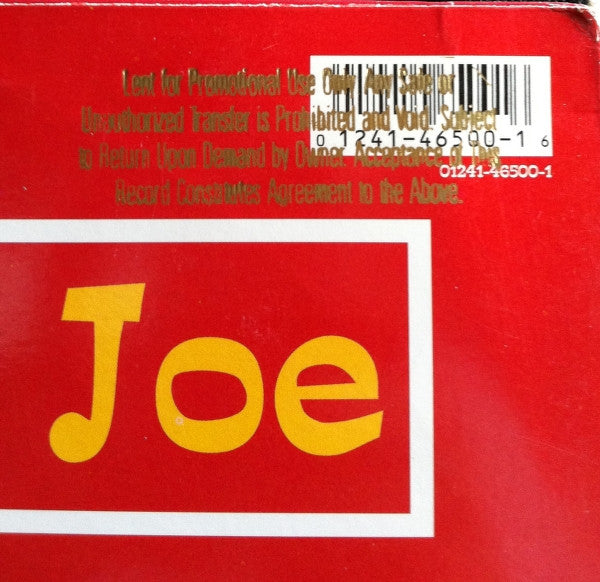 Lent for Promotional Use Only. Any Sale or
Unauthorized Transfer is Prohibited and Void. Subject
to Return Upon Demand by Owner. Acceptance of This
Record Constitutes Agreement to the Above.
0 1241-46500-1 6
01241-46500-1
Joe